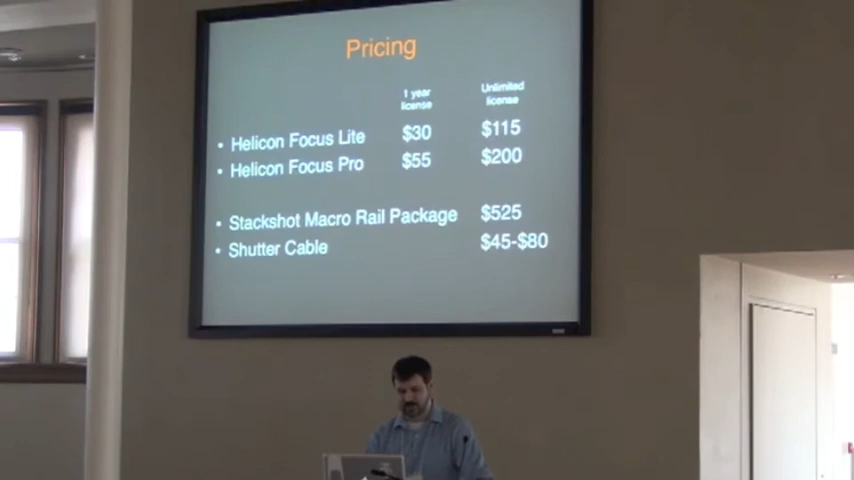 Pricing
1 year license
Unlimited license
• Helicon Focus Lite $30 $115
• Helicon Focus Pro $55 $200
• Stackshot Macro Rail Package $525
• Shutter Cable $45-$80